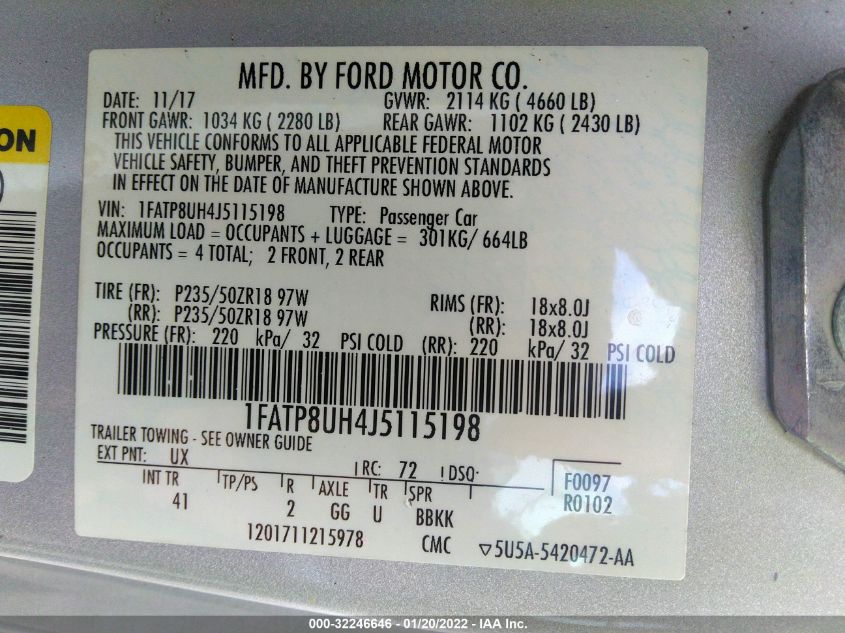 MFD. BY FORD MOTOR CO.
DATE: 11/17 GVWR: 2114 KG ( 4660 LB)
FRONT GAWR: 1034 KG ( 2280 LB) REAR GAWR: 1102 KG ( 2430 LB)
THIS VEHICLE CONFORMS TO ALL APPLICABLE FEDERAL MOTOR
VEHICLE SAFETY, BUMPER, AND THEFT PREVENTION STANDARDS
IN EFFECT ON THE DATE OF MANUFACTURE SHOWN ABOVE.
ON
VIN: 1FATP8UH4J5115198 TYPE: Passenger Car
MAXIMUM LOAD = OCCUPANTS + LUGGAGE = 301KG/ 664LB
OCCUPANTS = 4 TOTAL; 2 FRONT, 2 REAR
TIRE (FR): P235/50ZR18 97W RIMS (FR): 18x8.0J
(RR): P235/50ZR18 97W (RR): 18x8.0J
PRESSURE (FR): 220 kPa/ 32 PSI COLD (RR): 220 kPa/ 32 PSI COLD
1FATP8UH4J5115198
TRAILER TOWING - SEE OWNER GUIDE
EXT PNT: UX RC: 72 DSO: F0097
INT TR TP/PS R AXLE TR SPR R0102
41 2 GG U BBKK
1201711215978 CMC ▽5U5A-5420472-AA
000-32246646 - 01/20/2022 - IAA Inc.